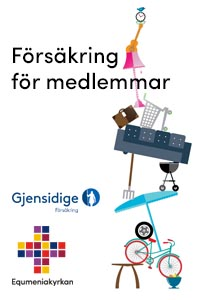 Försäkring
för medlemmar
Gjensidige
försäkring
Equmeniakyrkan